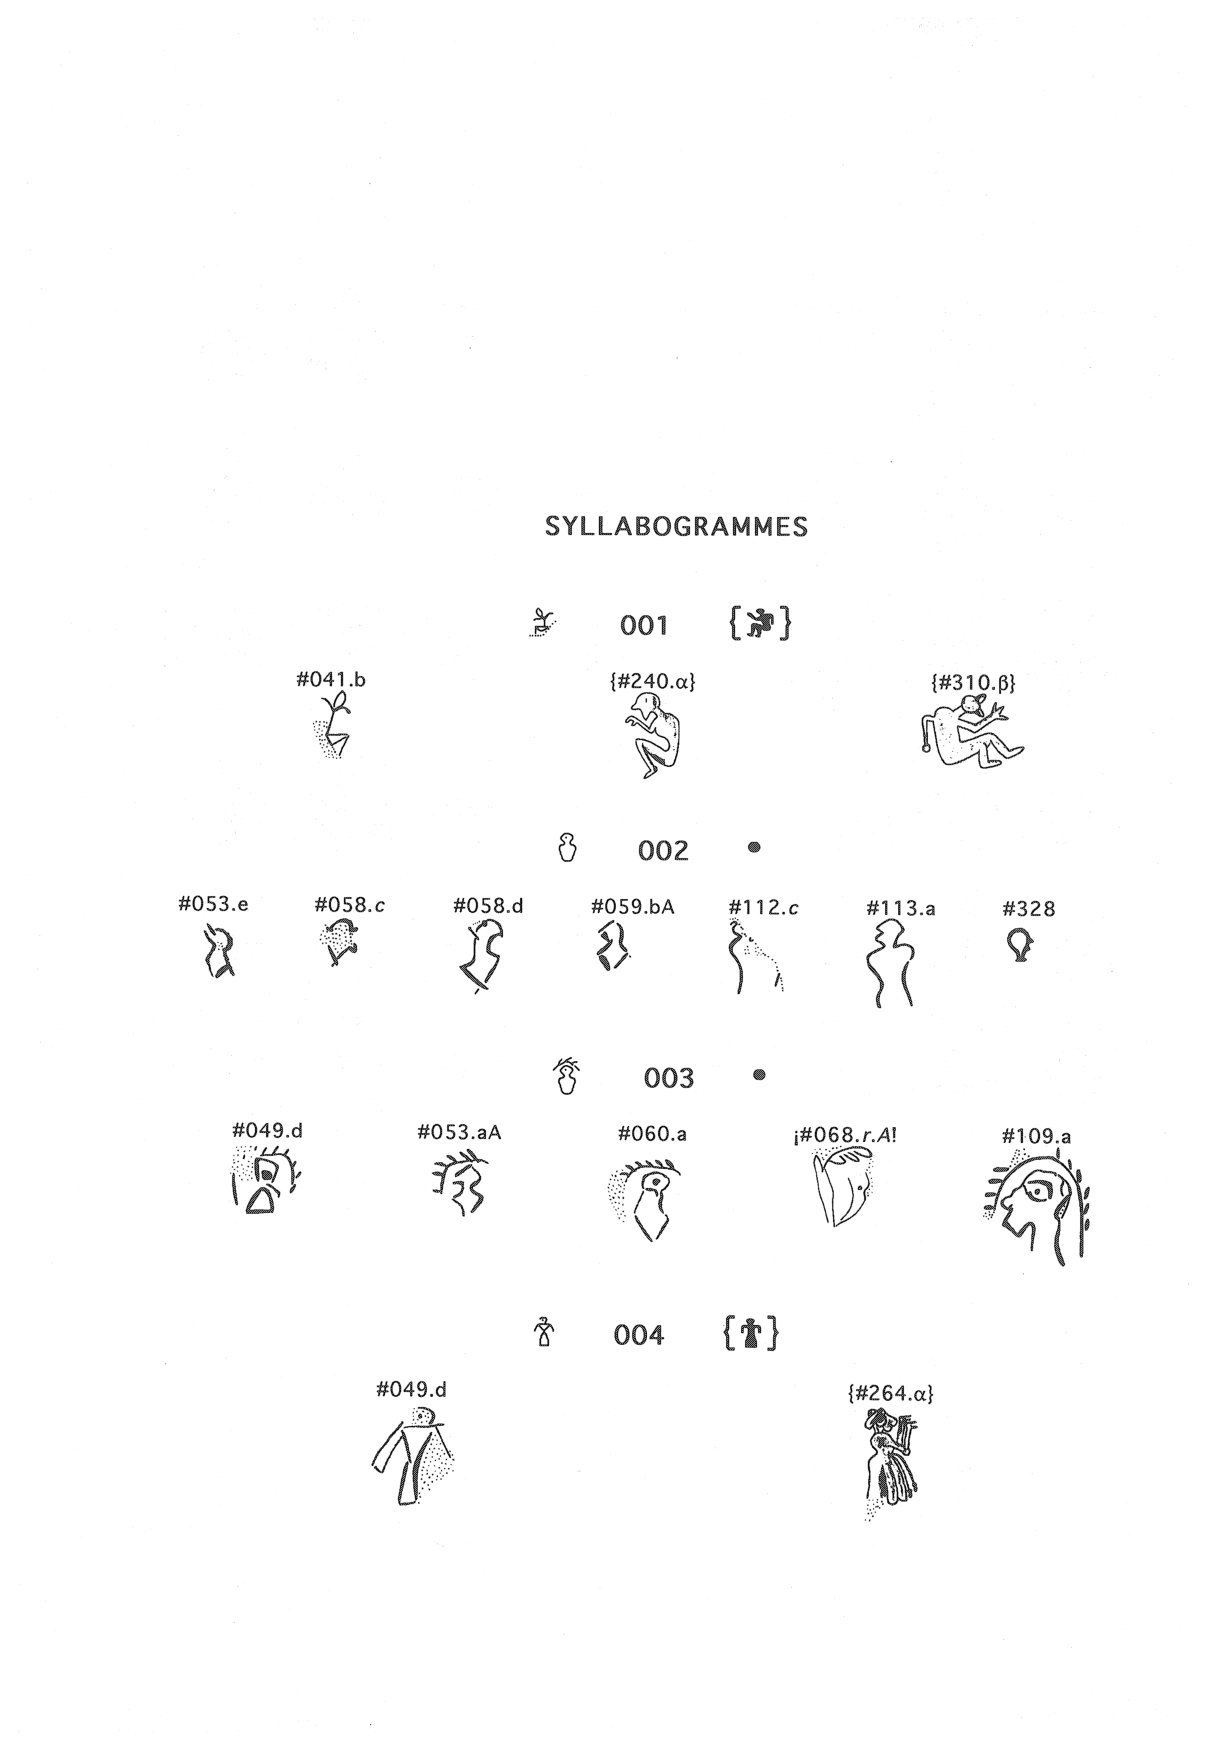 SYLLABOGRAMMES
001 { }
#041.b {#240.α} {#310.β}
002 •
#053.e #058.c #058.d #059.bA #112.c #113.a #328
003 •
#049.d #053.aA #060.a ¡#068.r.A! #109.a
004 { }
#049.d {#264.α}